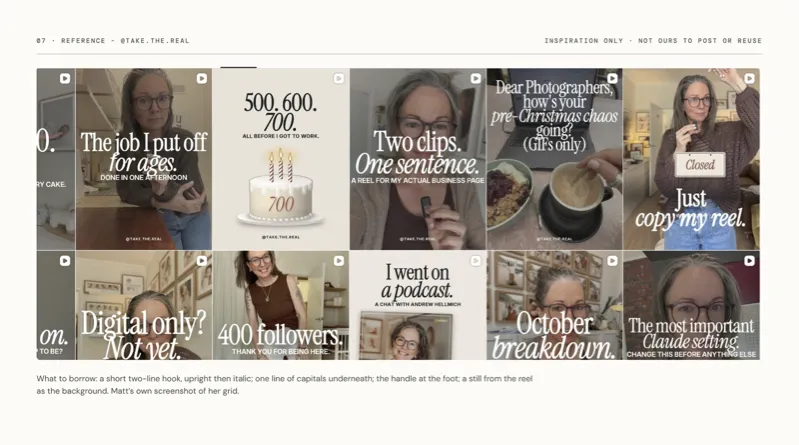 07 · REFERENCE - @TAKE.THE.REAL
INSPIRATION ONLY · NOT OURS TO POST OR REUSE
0.
RY CAKE.
The job I put off
for ages.
DONE IN ONE AFTERNOON
@TAKE.THE.REAL
500. 600.
700.
ALL BEFORE I GOT TO WORK.
700
@TAKE.THE.REAL
Two clips.
One sentence.
A REEL FOR MY ACTUAL BUSINESS PAGE
@TAKE.THE.REAL
Dear Photographers,
how's your
pre-Christmas chaos
going?
(GIFs only)
@TAKE.THE.REAL
Closed
Just
copy my reel.
on.
TO BE?
Digital only?
Not yet.
400 followers.
THANK YOU FOR BEING HERE.
I went on
a podcast.
A CHAT WITH ANDREW HELLMICH
October
breakdown.
The most important
Claude setting.
CHANGE THIS BEFORE ANYTHING ELSE
What to borrow: a short two-line hook, upright then italic; one line of capitals underneath; the handle at the foot; a still from the reel
as the background. Matt's own screenshot of her grid.